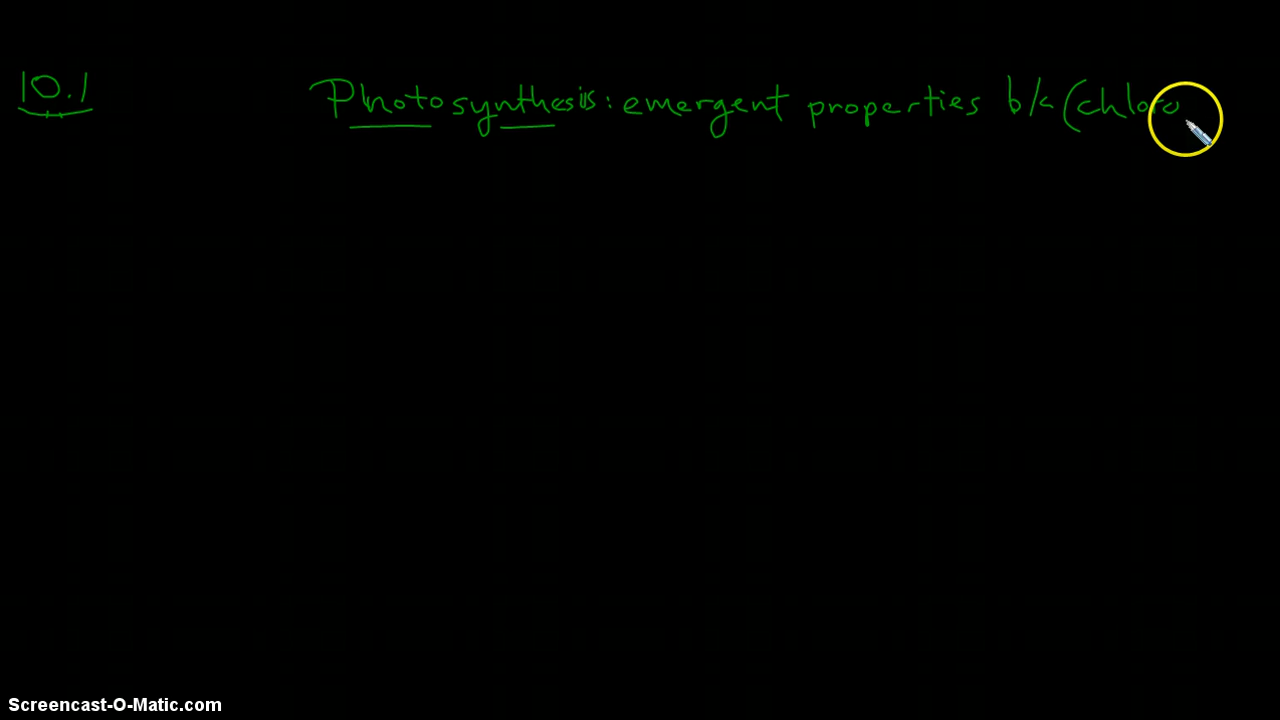 10.1 Photosynthesis: emergent properties b/c (chloro
Screencast-O-Matic.com